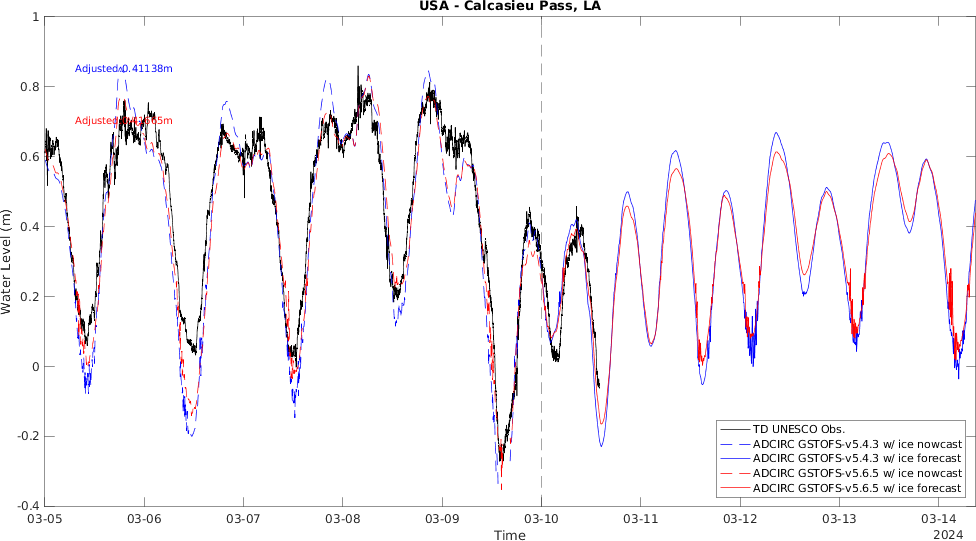 USA - Calcasieu Pass, LA
1
0.8
0.6
0.4
0.2
0
-0.2
-0.4
Water Level (m)
Adjusted 0.41138m
Adjusted
03-05
03-06
03-07
03-08
03-09
03-10
03-11
03-12
03-13
03-14
Time
2024
TD UNESCO Obs.
ADCIRC GSTOFS-v5.4.3 w/ ice nowcast
ADCIRC GSTOFS-v5.4.3 w/ ice forecast
ADCIRC GSTOFS-v5.6.5 w/ ice nowcast
ADCIRC GSTOFS-v5.6.5 w/ ice forecast